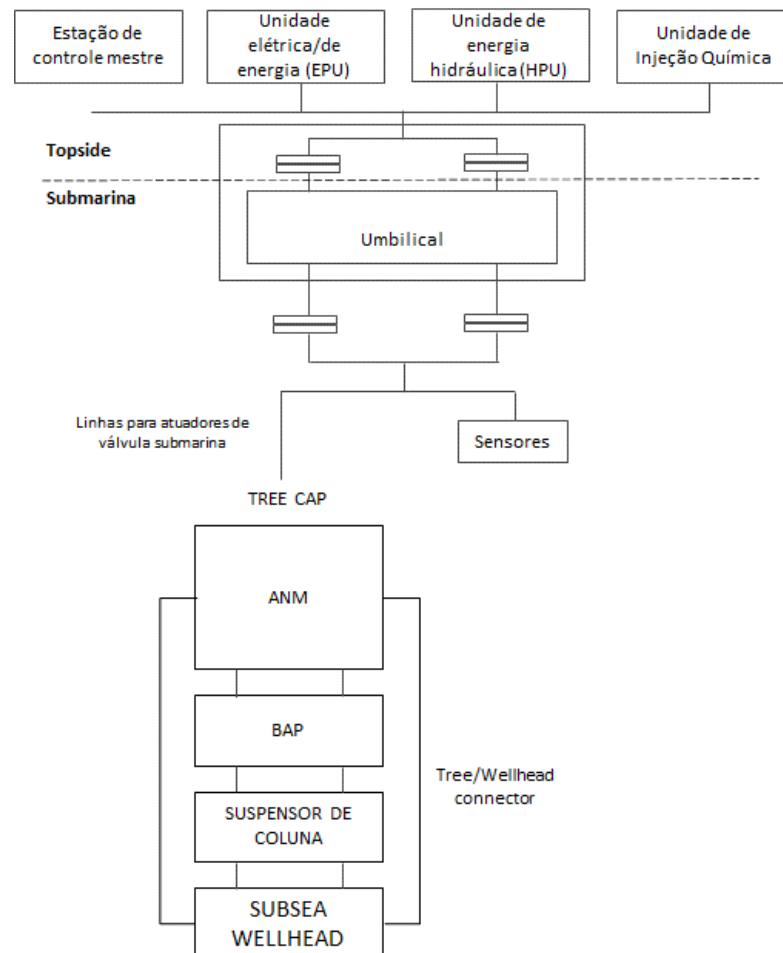 Estação de
controle mestre
Unidade
elétrica/de
energia (EPU)
Unidade de
energia
hidráulica(HPU)
Unidade de
Injeção Química
Topside
Submarina
Umbilical
Linhas para atuadores de
válvula submarina
Sensores
TREE CAP
ANM
BAP
Tree/Wellhead
connector
SUSPENSOR DE
COLUNA
SUBSEA
WELLHEAD